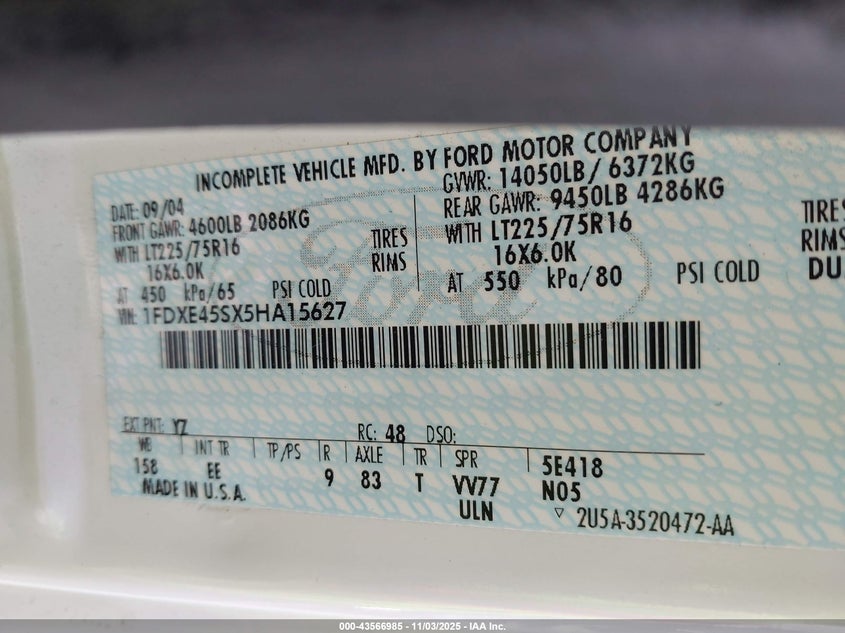 INCOMPLETE VEHICLE MFD. BY FORD MOTOR COMPANY
DATE: 09/04 GVWR: 14050LB/ 6372KG
FRONT GAWR: 4600LB 2086KG REAR GAWR: 9450LB 4286KG
WITH LT225/75R16 TIRES WITH LT225/75R16 TIRES
16X6.0K RIMS 16X6.0K RIMS
AT 450 kPa/65 PSI COLD AT 550 kPa/80 PSI COLD DU
VIN: 1FDXE45SX5HA15627
Ford
EXT PNT: YZ RC: 48 DSO:
WB INT TR TP/PS R AXLE TR SPR 5E418
158 EE 9 83 T VV77 N05
MADE IN U.S.A. ULN ▽ 2U5A-3520472-AA
000-43566985 - 11/03/2025 - IAA Inc.